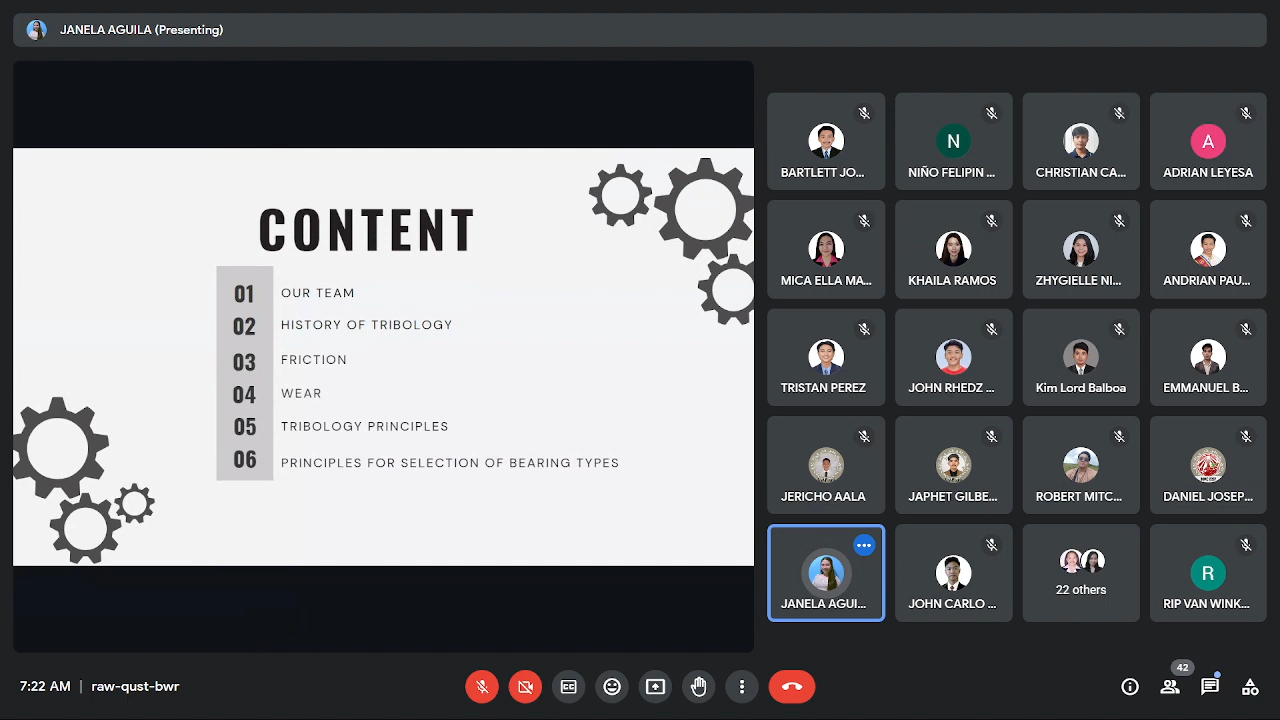 JANELA AGUILA (Presenting)
CONTENT
01 OUR TEAM
02 HISTORY OF TRIBOLOGY
03 FRICTION
04 WEAR
05 TRIBOLOGY PRINCIPLES
06 PRINCIPLES FOR SELECTION OF BEARING TYPES
BARTLETT JO...
N
NIÑO FELIPIN ...
CHRISTIAN CA...
A
ADRIAN LEYESA
MICA ELLA MA...
KHAILA RAMOS
ZHYGIELLE NI...
ANDRIAN PAU...
TRISTAN PEREZ
JOHN RHEDZ ...
Kim Lord Balboa
EMMANUEL B...
JERICHO AALA
JAPHET GILBE...
ROBERT MITC...
DANIEL JOSEP...
JANELA AGUI...
JOHN CARLO ...
22 others
R
RIP VAN WINK...
7:22 AM | raw-qust-bwr
42